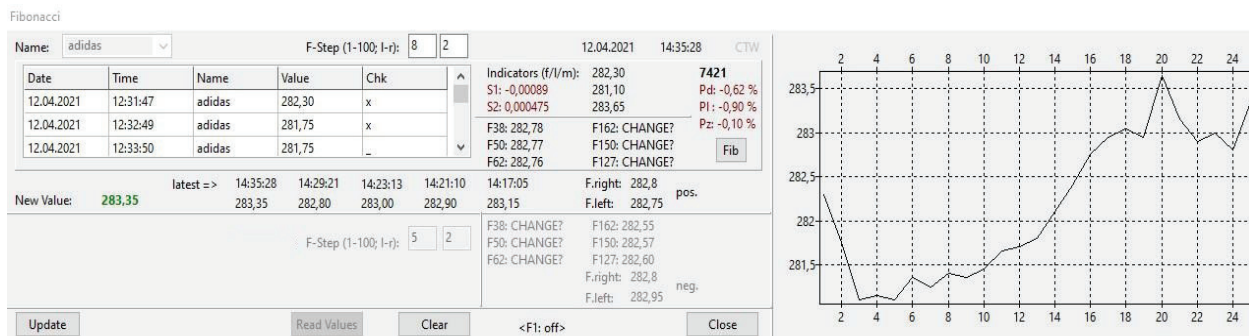 Fibonacci
Name: adidas F-Step (1-100; l-r): 8 2 12.04.2021 14:35:28 CTW
Date Time Name Value Chk
12.04.2021 12:31:47 adidas 282,30 x
12.04.2021 12:32:49 adidas 281,75 x
12.04.2021 12:33:50 adidas 281,75 _
Indicators (f/l/m): 282,30 7421
S1: -0,00089 281,10 Pd: -0,62 %
S2: 0,000475 283,65 Pl: -0,90 %
Pz: -0,10 %
F38: 282,78 F162: CHANGE?
F50: 282,77 F150: CHANGE?
F62: 282,76 F127: CHANGE?
Fib
latest => 14:35:28 14:29:21 14:23:13 14:21:10 14:17:05 F.right: 282,8 pos.
New Value: 283,35 283,35 282,80 283,00 282,90 283,15 F.left: 282,75
F-Step (1-100; l-r): 5 2
F38: CHANGE? F162: 282,55
F50: CHANGE? F150: 282,57
F62: CHANGE? F127: 282,60
F.right: 282,8 neg.
F.left: 282,95
Update Read Values Clear <F1: off> Close
2 4 6 8 10 12 14 16 18 20 22 24
283,5
283
282,5
282
281,5
2 4 6 8 10 12 14 16 18 20 22 24